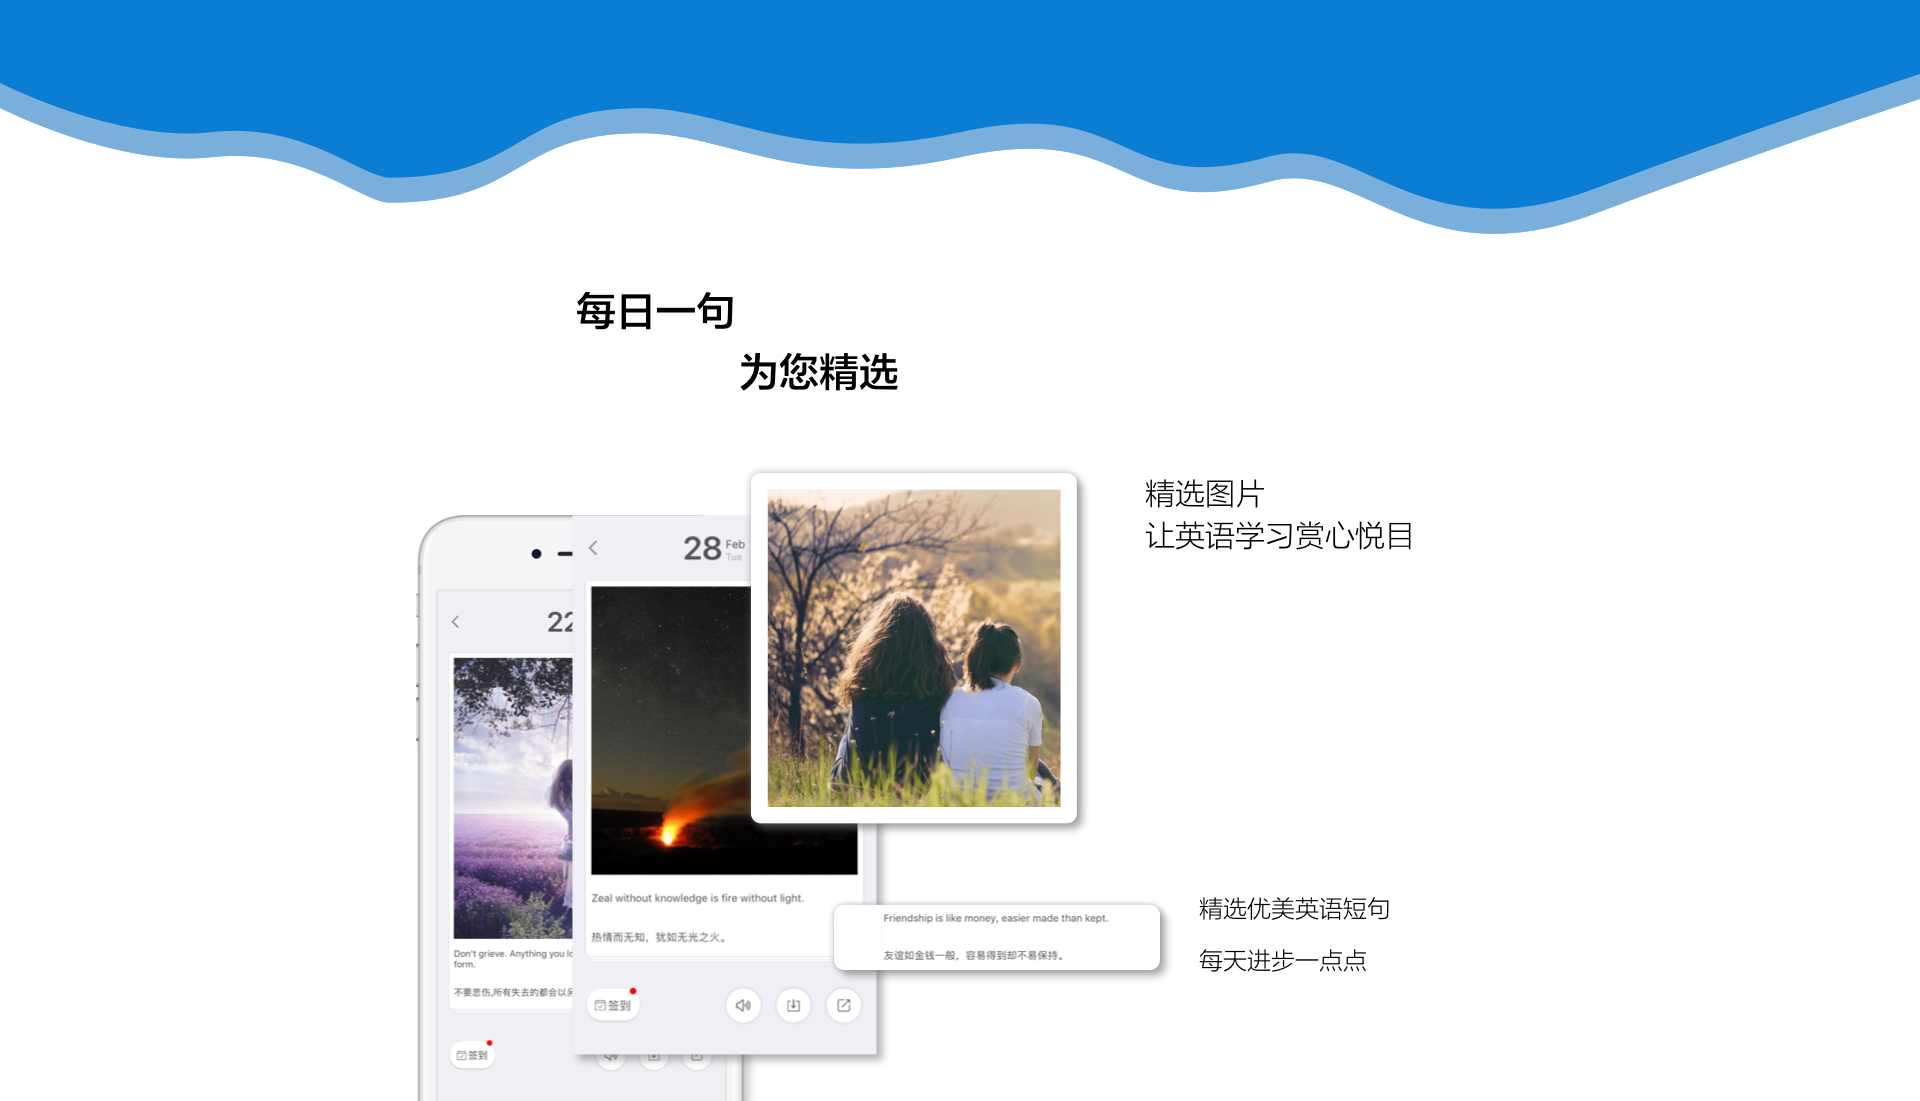 每日一句
为您精选
精选图片
让英语学习赏心悦目
28 Feb
Tue
22
Zeal without knowledge is fire without light.
热情而无知，犹如无光之火。
Friendship is like money, easier made than kept.
友谊如金钱一般，容易得到却不易保持。
精选优美英语短句
每天进步一点点
Don't grieve. Anything you
form.
不要悲伤,所有失去的都会以
签到
签到